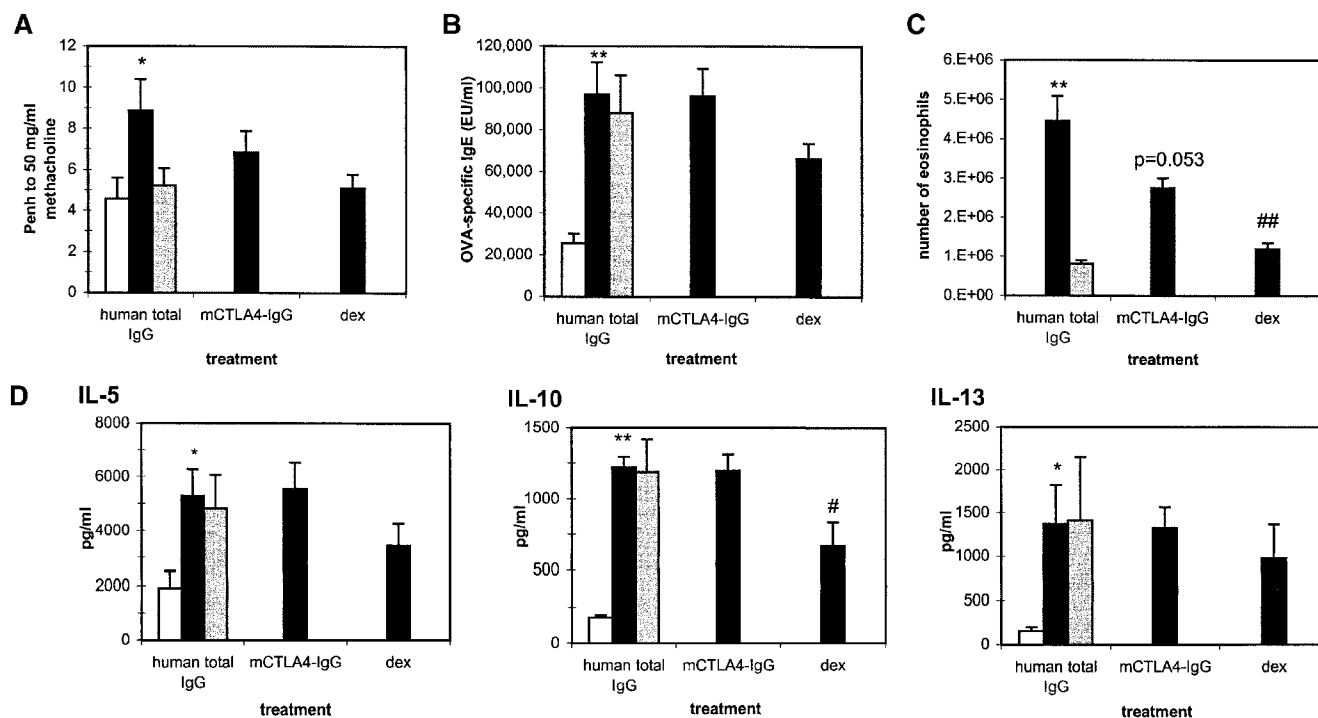 A
12
10
8
6
4
2
0
Penh to 50 mg/ml
methacholine
*
human total
IgG
mCTLA4-IgG
dex
treatment
B
120,000
100,000
80,000
60,000
40,000
20,000
0
OVA-specific IgE (EU/ml)
**
human total
IgG
mCTLA4-IgG
dex
treatment
C
6.E+06
5.E+06
4.E+06
3.E+06
2.E+06
1.E+06
0.E+00
number of eosinophils
**
p=0.053
##
human total
IgG
mCTLA4-IgG
dex
treatment
D
IL-5
8000
6000
4000
2000
0
pg/ml
*
human total
IgG
mCTLA4-IgG
dex
treatment
IL-10
1500
1000
500
0
pg/ml
**
#
human total
IgG
mCTLA4-IgG
dex
treatment
IL-13
2500
2000
1500
1000
500
0
pg/ml
*
human total
IgG
mCTLA4-IgG
dex
treatment